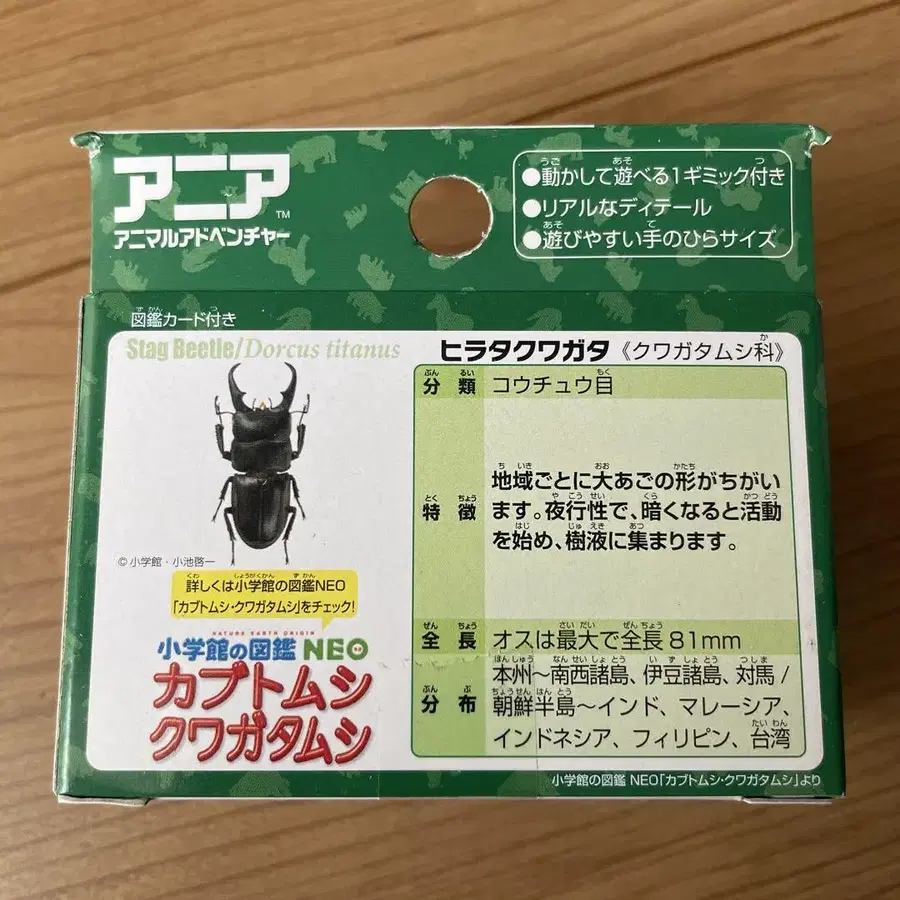 アニア™
アニマルアドベンチャー
●動かして遊べる1ギミック付き
●リアルなディテール
●遊びやすい手のひらサイズ
図鑑カード付き
Stag Beetle/Dorcus titanus
ヒラタクワガタ《クワガタムシ科》
分類 コウチュウ目
特徴
地域ごとに大あごの形がちがい
ます。夜行性で、暗くなると活動
を始め、樹液に集まります。
全長 オスは最大で全長 81mm
分布
本州〜南西諸島、伊豆諸島、対馬/
朝鮮半島〜インド、マレーシア、
インドネシア、フィリピン、台湾
©小学館・小池啓一
詳しくは小学館の図鑑NEO
「カブトムシ・クワガタムシ」をチェック!
NATURE EARTH ORIGIN
小学館の図鑑 NEO
カブトムシ
クワガタムシ
小学館の図鑑 NEO「カブトムシ・クワガタムシ」より